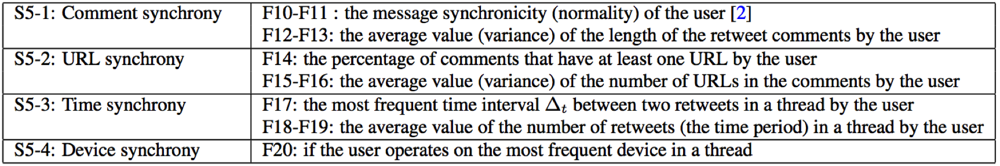 S5-1: Comment synchrony F10-F11 : the message synchronicity (normality) of the user [2]
F12-F13: the average value (variance) of the length of the retweet comments by the user
S5-2: URL synchrony F14: the percentage of comments that have at least one URL by the user
F15-F16: the average value (variance) of the number of URLs in the comments by the user
S5-3: Time synchrony F17: the most frequent time interval Δt between two retweets in a thread by the user
F18-F19: the average value of the number of retweets (the time period) in a thread by the user
S5-4: Device synchrony F20: if the user operates on the most frequent device in a thread